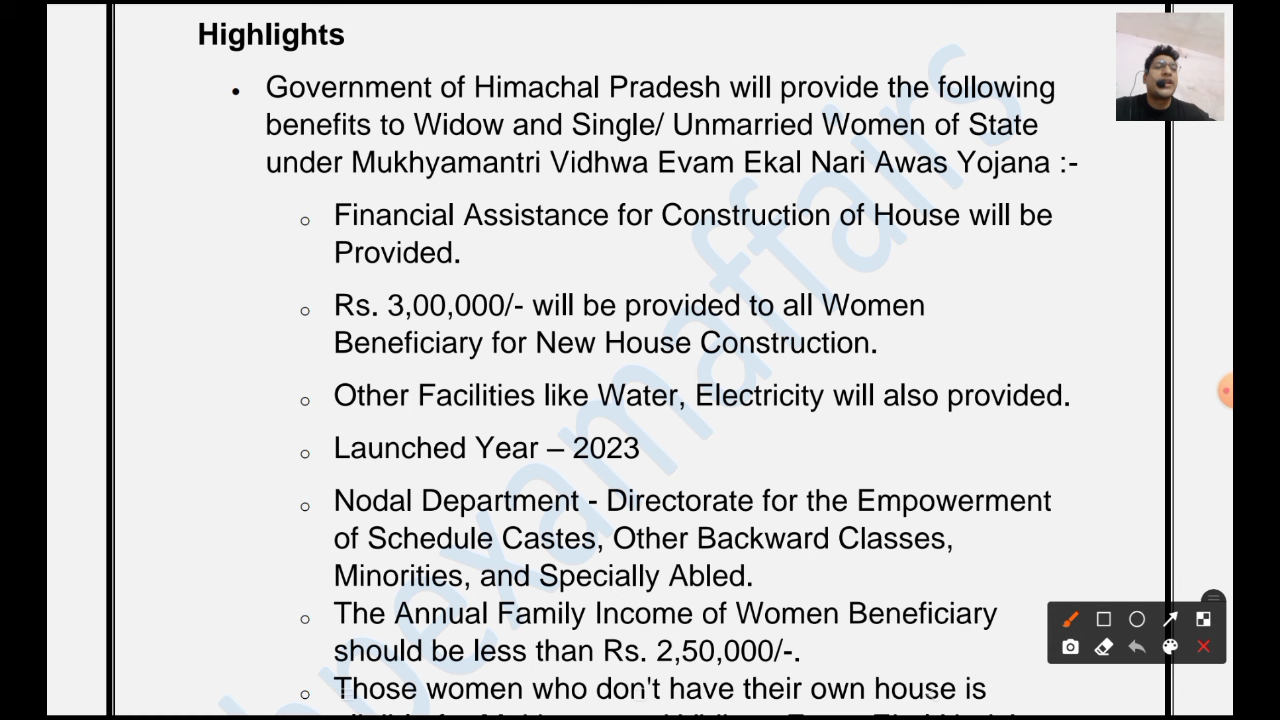 Highlights
• Government of Himachal Pradesh will provide the following
benefits to Widow and Single/ Unmarried Women of State
under Mukhyamantri Vidhwa Evam Ekal Nari Awas Yojana :-
o Financial Assistance for Construction of House will be
Provided.
o Rs. 3,00,000/- will be provided to all Women
Beneficiary for New House Construction.
o Other Facilities like Water, Electricity will also provided.
o Launched Year – 2023
o Nodal Department - Directorate for the Empowerment
of Schedule Castes, Other Backward Classes,
Minorities, and Specially Abled.
o The Annual Family Income of Women Beneficiary
should be less than Rs. 2,50,000/-.
o Those women who don't have their own house is